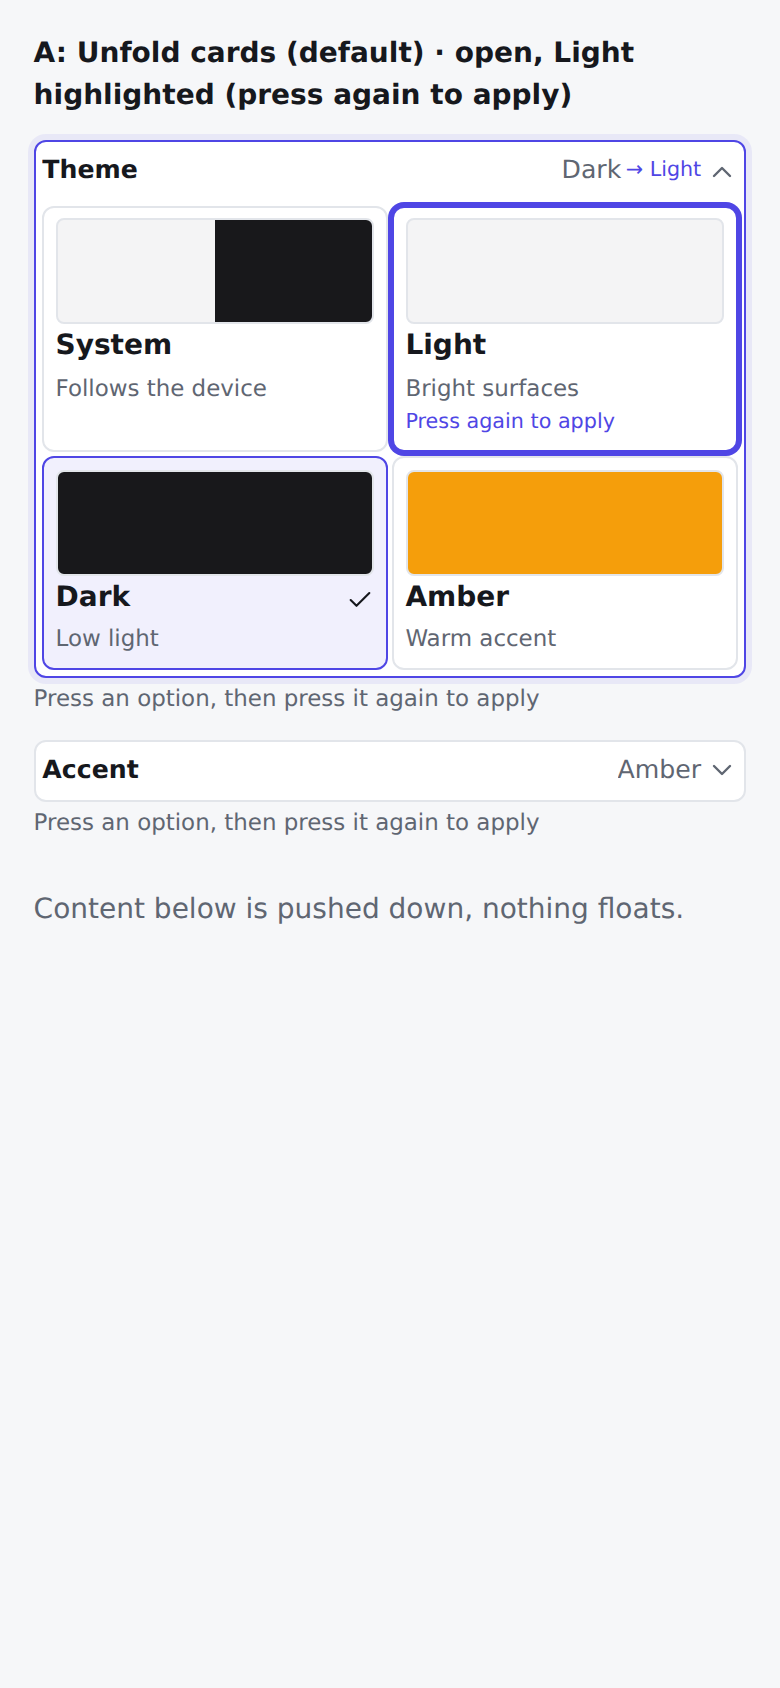 A: Unfold cards (default) · open, Light
highlighted (press again to apply)
Theme
Dark → Light
System
Follows the device
Light
Bright surfaces
Press again to apply
Dark
Low light
Amber
Warm accent
Press an option, then press it again to apply
Accent
Amber
Press an option, then press it again to apply
Content below is pushed down, nothing floats.